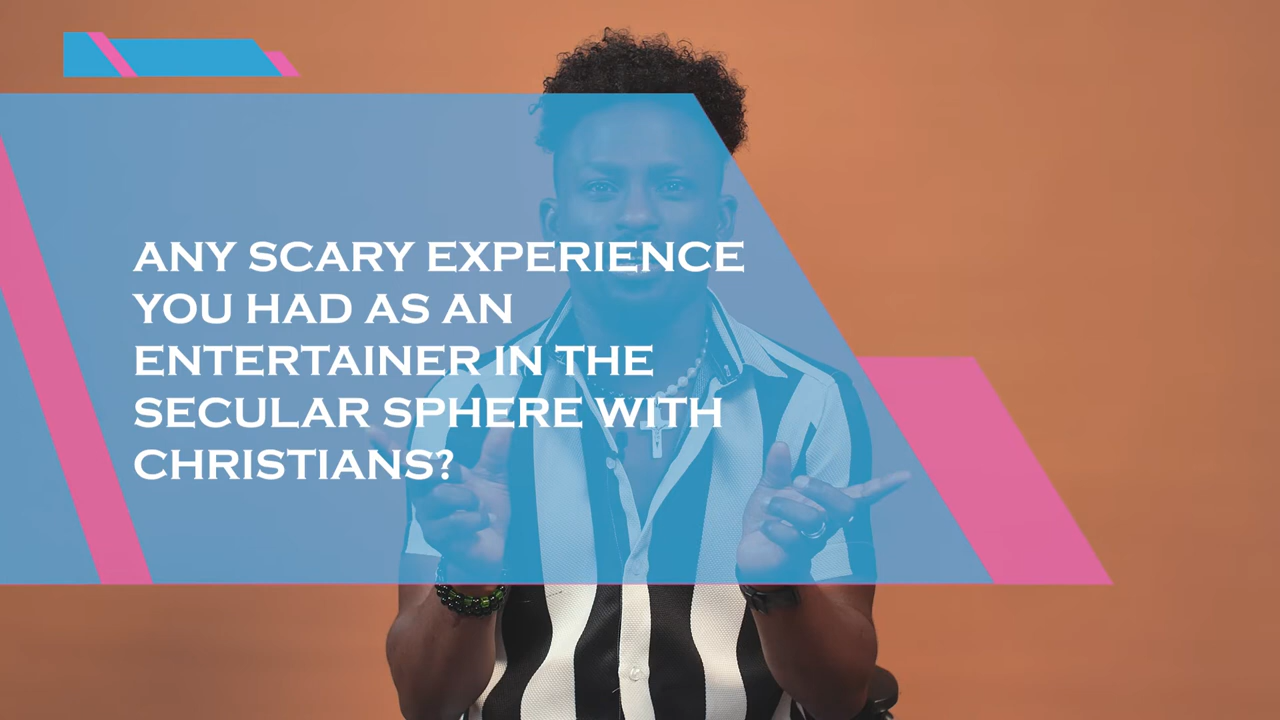 ANY SCARY EXPERIENCE
YOU HAD AS AN
ENTERTAINER IN THE
SECULAR SPHERE WITH
CHRISTIANS?